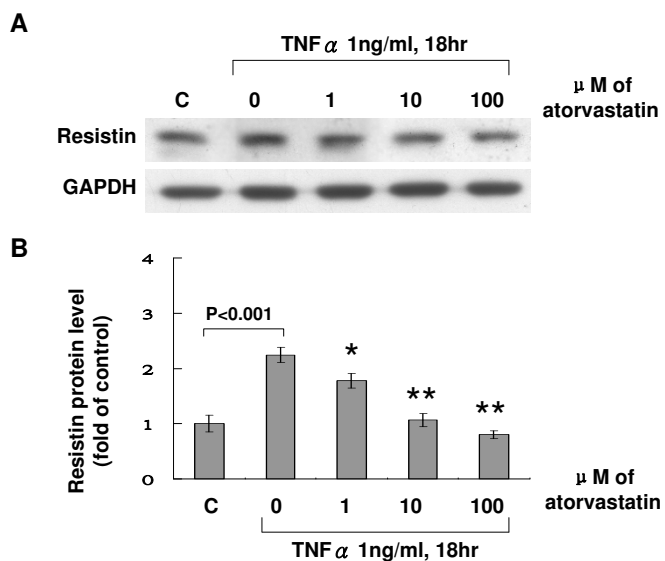 A
TNFα 1ng/ml, 18hr
C 0 1 10 100
μM of
atorvastatin
Resistin
GAPDH
B
Resistin protein level
(fold of control)
4
3
2
1
0
P<0.001
*
**
**
C 0 1 10 100
μM of
atorvastatin
TNFα 1ng/ml, 18hr